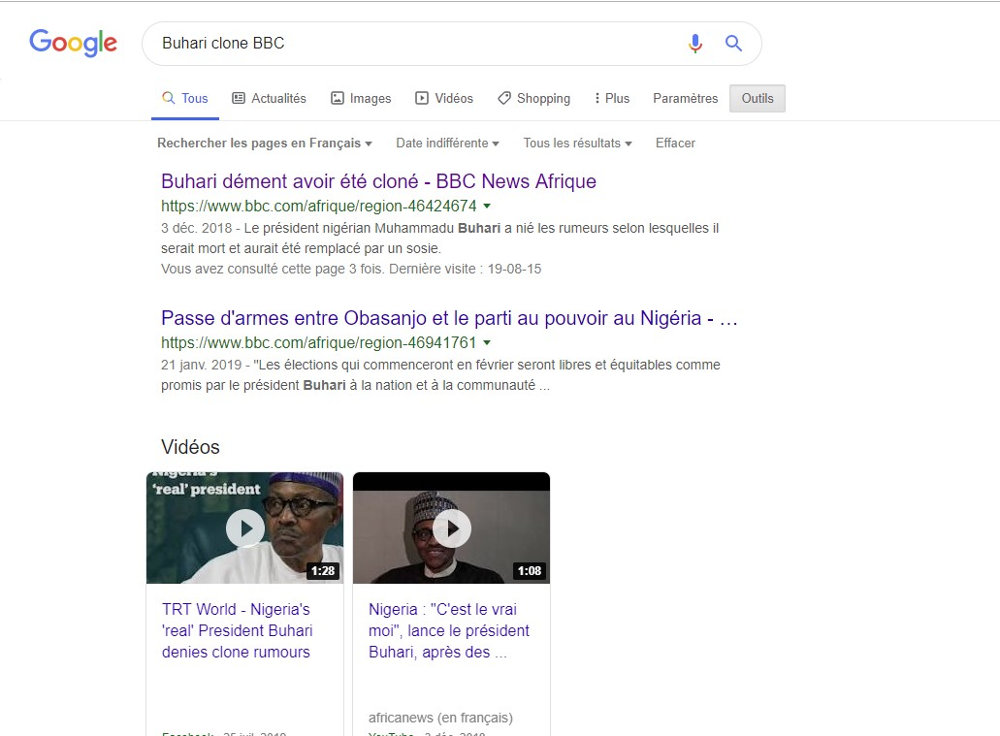 Google
Buhari clone BBC
Tous Actualités Images Vidéos Shopping Plus Paramètres Outils
Rechercher les pages en Français Date indifférente Tous les résultats Effacer
Buhari dément avoir été cloné - BBC News Afrique
https://www.bbc.com/afrique/region-46424674
3 déc. 2018 - Le président nigérian Muhammadu Buhari a nié les rumeurs selon lesquelles il
serait mort et aurait été remplacé par un sosie.
Vous avez consulté cette page 3 fois. Dernière visite : 19-08-15
Passe d'armes entre Obasanjo et le parti au pouvoir au Nigéria - ...
https://www.bbc.com/afrique/region-46941761
21 janv. 2019 - "Les élections qui commenceront en février seront libres et équitables comme
promis par le président Buhari à la nation et à la communauté ...
Vidéos
Nigeria's
'real' president
1:28
1:08
TRT World - Nigeria's
'real' President Buhari
denies clone rumours
Nigeria : "C'est le vrai
moi", lance le président
Buhari, après des ...
africanews (en français)
Facebook
YouTube